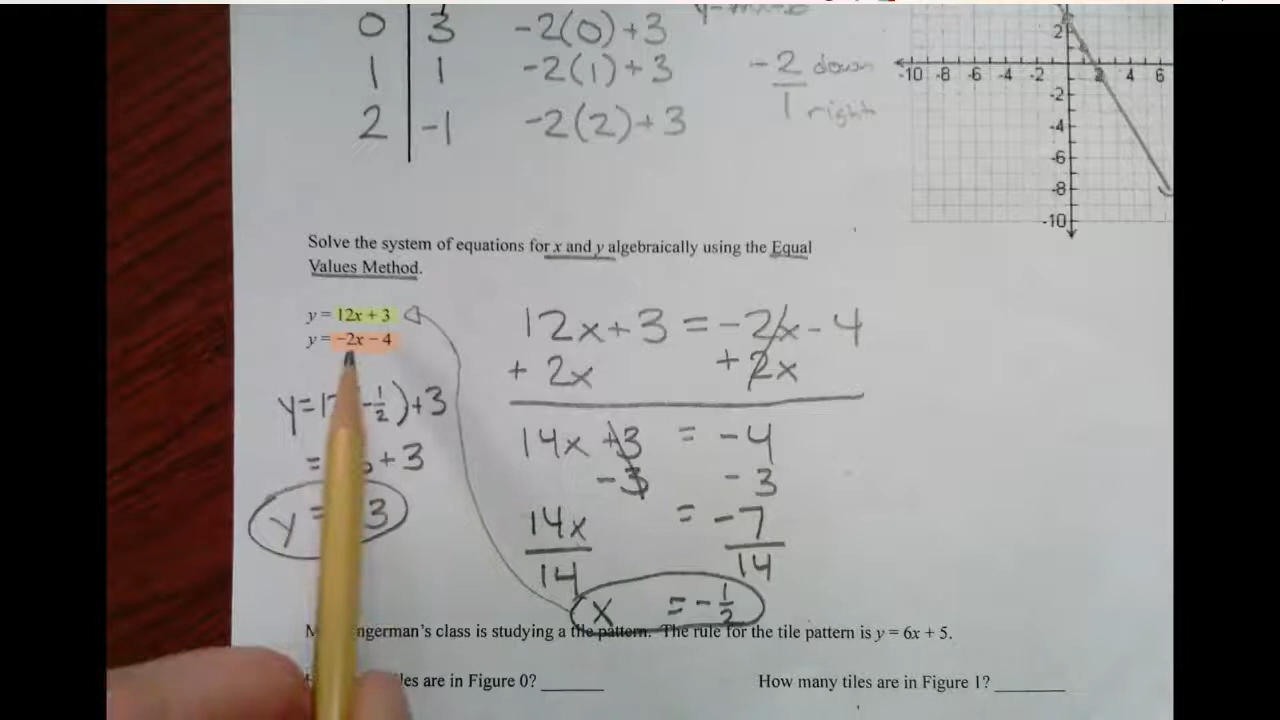 0 3 -2(0)+3
1 1 -2(1)+3
2 -1 -2(2)+3
-2 down
1 right
2
-10 -8 -6 -4 -2 2 4 6
-2
-4
-6
-8
-10
Solve the system of equations for x and y algebraically using the Equal
Values Method.
y = 12x + 3
y = −2x − 4
12x+3 = -2x - 4
+ 2x + 2x
14x +3 = -4
-3 -3
14x = -7
14 14
x = -1/2
-1/2)+3
+ 3
y = 3
class is studying a tile pattern. The rule for the tile pattern is y = 6x + 5.
are in Figure 0? ______
How many tiles are in Figure 1? ________